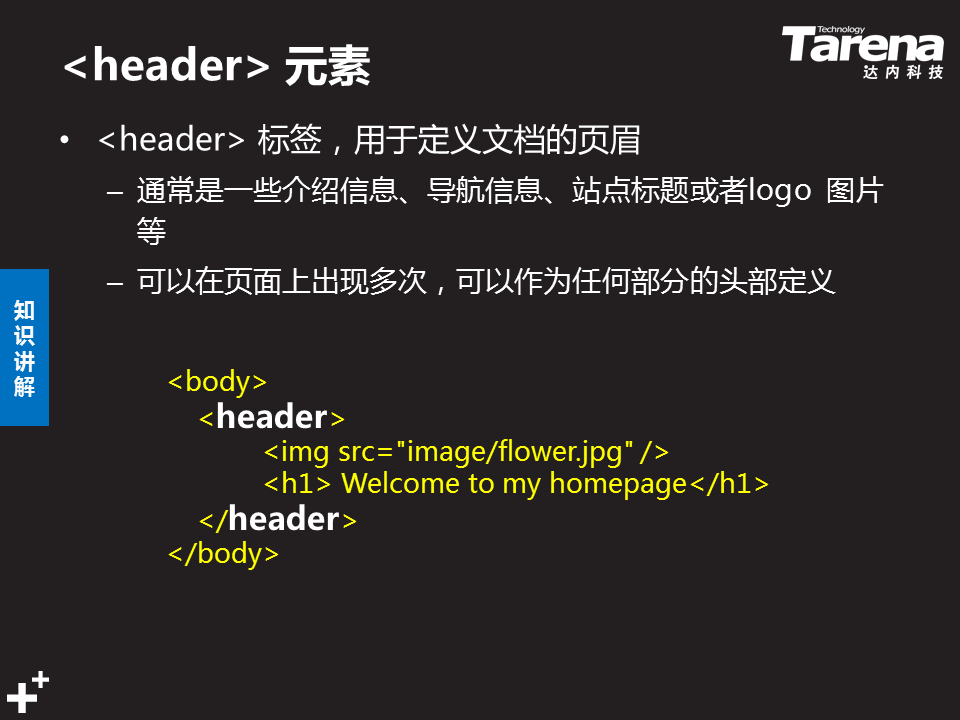 <header> 元素
Technology
Tarena
达内科技
• <header> 标签，用于定义文档的页眉
– 通常是一些介绍信息、导航信息、站点标题或者logo 图片
等
– 可以在页面上出现多次，可以作为任何部分的头部定义
知
识
讲
解
<body>
<header>
<img src="image/flower.jpg" />
<h1> Welcome to my homepage</h1>
</header>
</body>